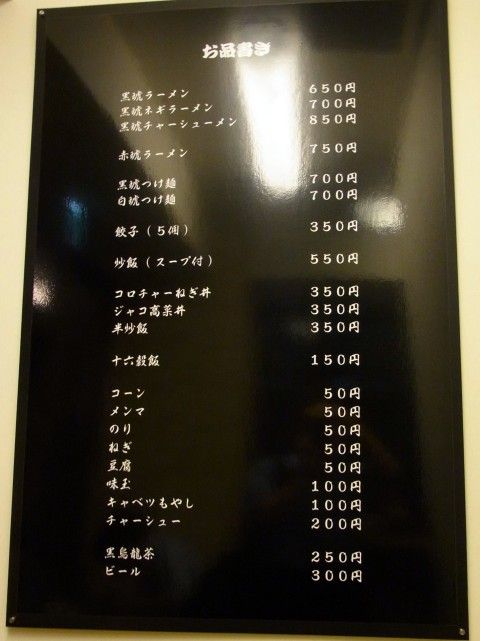 お品書き
黒琥ラーメン 650円
黒琥ネギラーメン 700円
黒琥チャーシューメン 850円
赤琥ラーメン 750円
黒琥つけ麺 700円
白琥つけ麺 700円
餃子(5個) 350円
炒飯(スープ付) 550円
コロチャーねぎ丼 350円
ジャコ高菜丼 350円
半炒飯 350円
十六穀飯 150円
コーン 50円
メンマ 50円
のり 50円
ねぎ 50円
豆腐 50円
味玉 100円
キャベツもやし 100円
チャーシュー 200円
黒烏龍茶 250円
ビール 300円